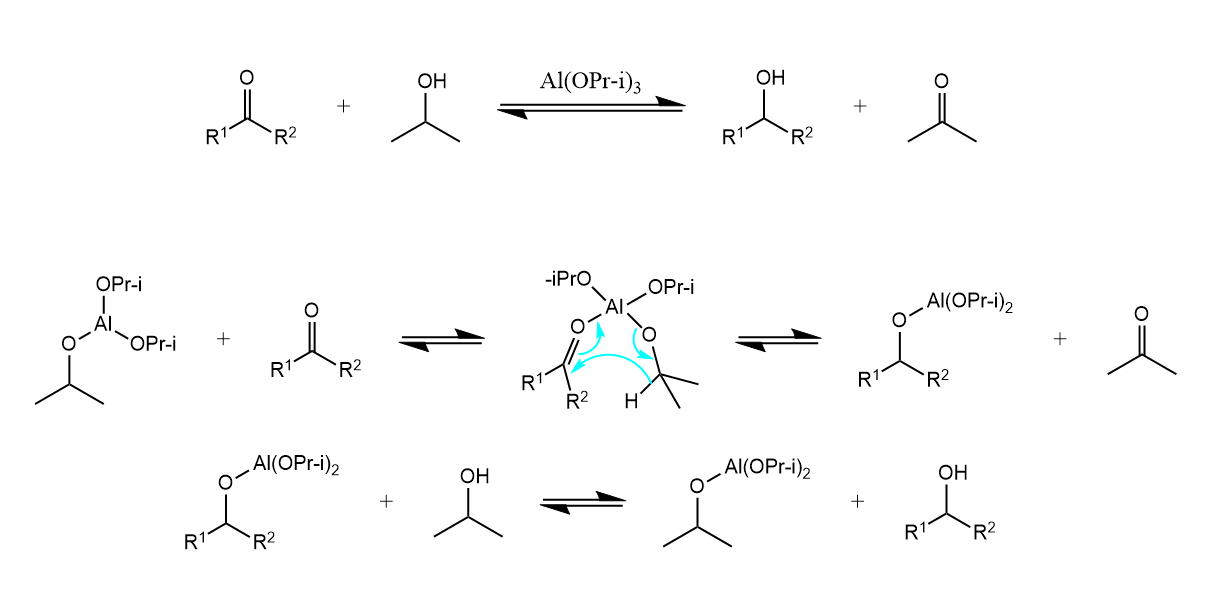 O OH Al(OPr-i)₃ OH O
R¹ R² + R¹ R² +
OPr-i O -iPrO OPr-i O Al(OPr-i)₂ O
Al O OPr-i + R¹ R² Al O O R¹ R² H O R¹ R² +
O Al(OPr-i)₂ R¹ R² + OH O Al(OPr-i)₂ + OH R¹ R²